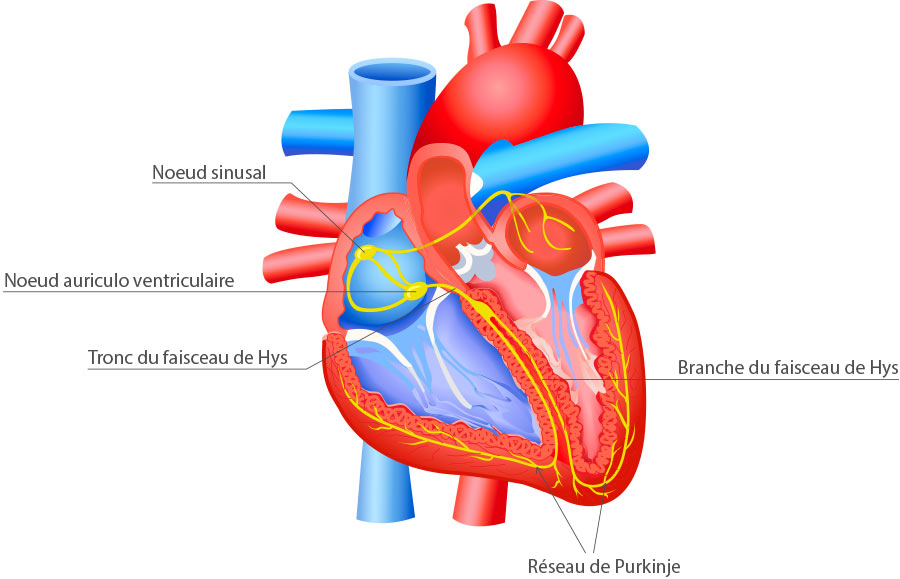 Noeud sinusal
Noeud auriculo ventriculaire
Tronc du faisceau de Hys
Branche du faisceau de Hys
Réseau de Purkinje